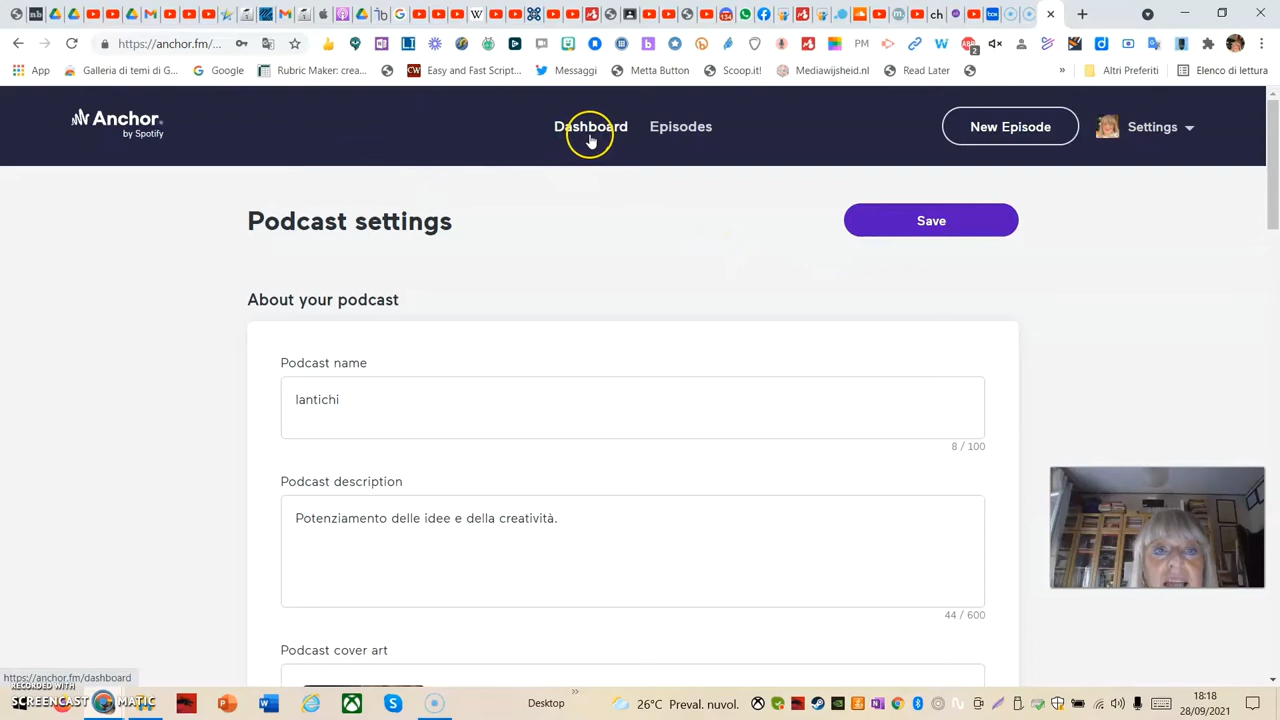 https://anchor.fm/...
App
Galleria di temi di G...
Google
Rubric Maker: crea...
Easy and Fast Script...
Messaggi
Metta Button
Scoop.it!
Mediawijsheid.nl
Read Later
»
Altri Preferiti
Elenco di lettura
Anchor
by Spotify
Dashboard
Episodes
New Episode
Settings
Podcast settings
Save
About your podcast
Podcast name
lantichi
8 / 100
Podcast description
Potenziamento delle idee e della creatività.
44 / 600
Podcast cover art
https://anchor.fm/dashboard
RECORDED WITH
SCREENCAST MATIC
Desktop
26°C Preval. nuvol.
18:18
28/09/2021